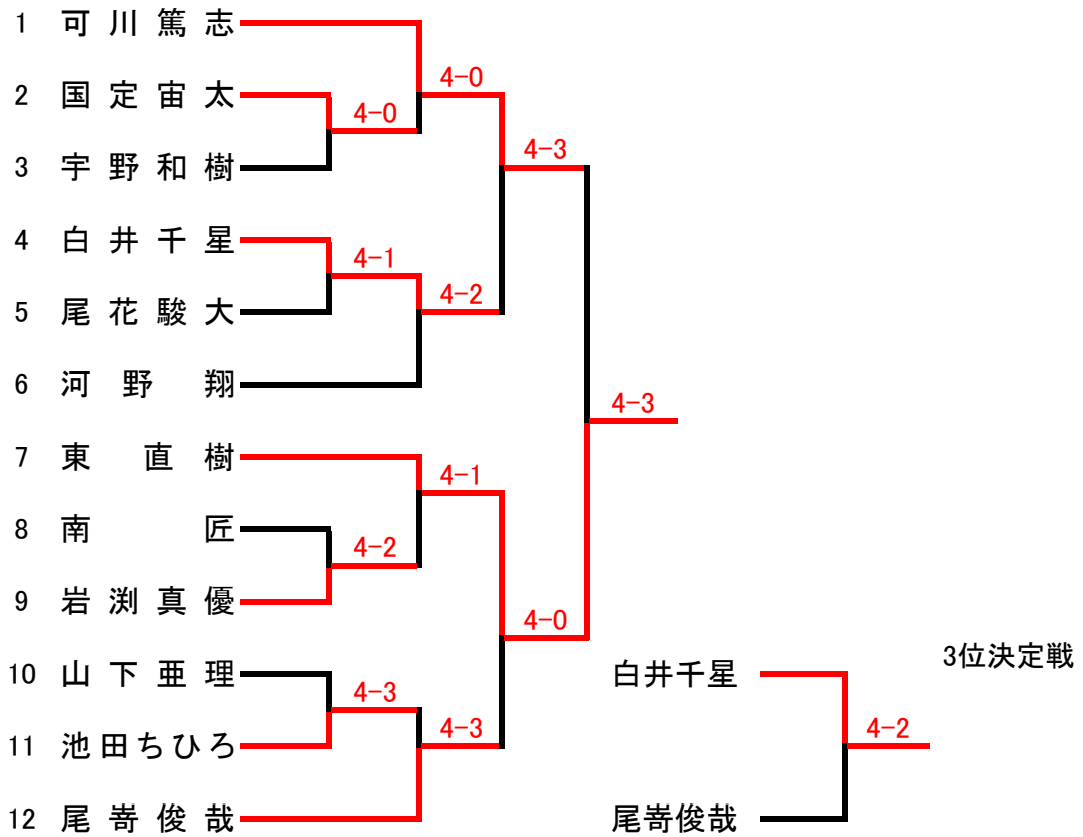 1 可川篤志
4-0
2 国定宙太
4-0
4-3
3 宇野和樹
4 白井千星
4-1
4-2
5 尾花駿大
6 河野翔
4-3
7 東直樹
4-1
8 南匠
4-2
9 岩渕真優
4-0
3位決定戦
10 山下亜理
白井千星
4-3
4-3
4-2
11 池田ちひろ
12 尾嵜俊哉
尾嵜俊哉